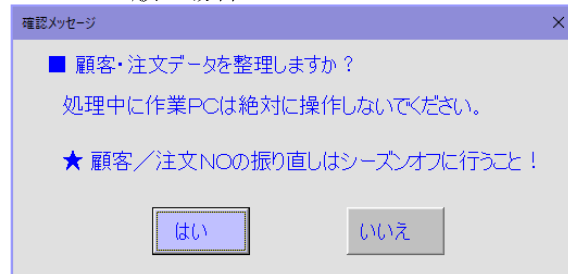 確認メッセージ
■ 顧客・注文データを整理しますか？
処理中に作業PCは絶対に操作しないでください。
★ 顧客／注文NOの振り直しはシーズンオフに行うこと！
はい
いいえ